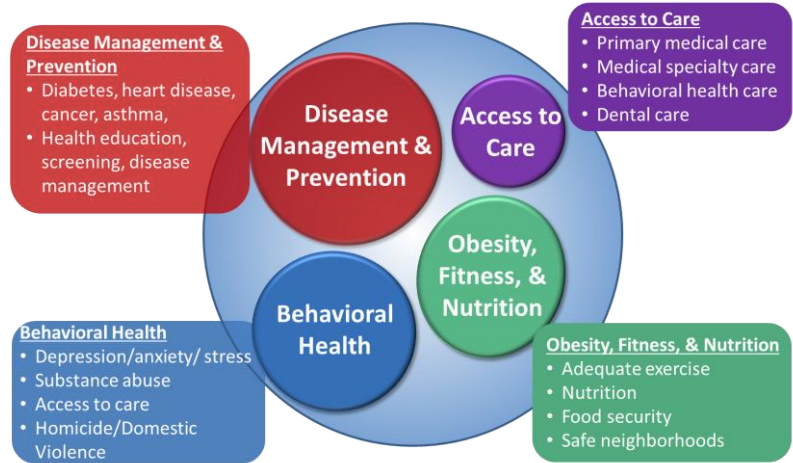 Disease Management &
Prevention
• Diabetes, heart disease,
cancer, asthma,
• Health education,
screening, disease
management
Access to Care
• Primary medical care
• Medical specialty care
• Behavioral health care
• Dental care
Disease
Management &
Prevention
Access to
Care
Obesity,
Fitness, &
Nutrition
Behavioral
Health
Behavioral Health
• Depression/anxiety/ stress
• Substance abuse
• Access to care
• Homicide/Domestic
Violence
Obesity, Fitness, & Nutrition
• Adequate exercise
• Nutrition
• Food security
• Safe neighborhoods